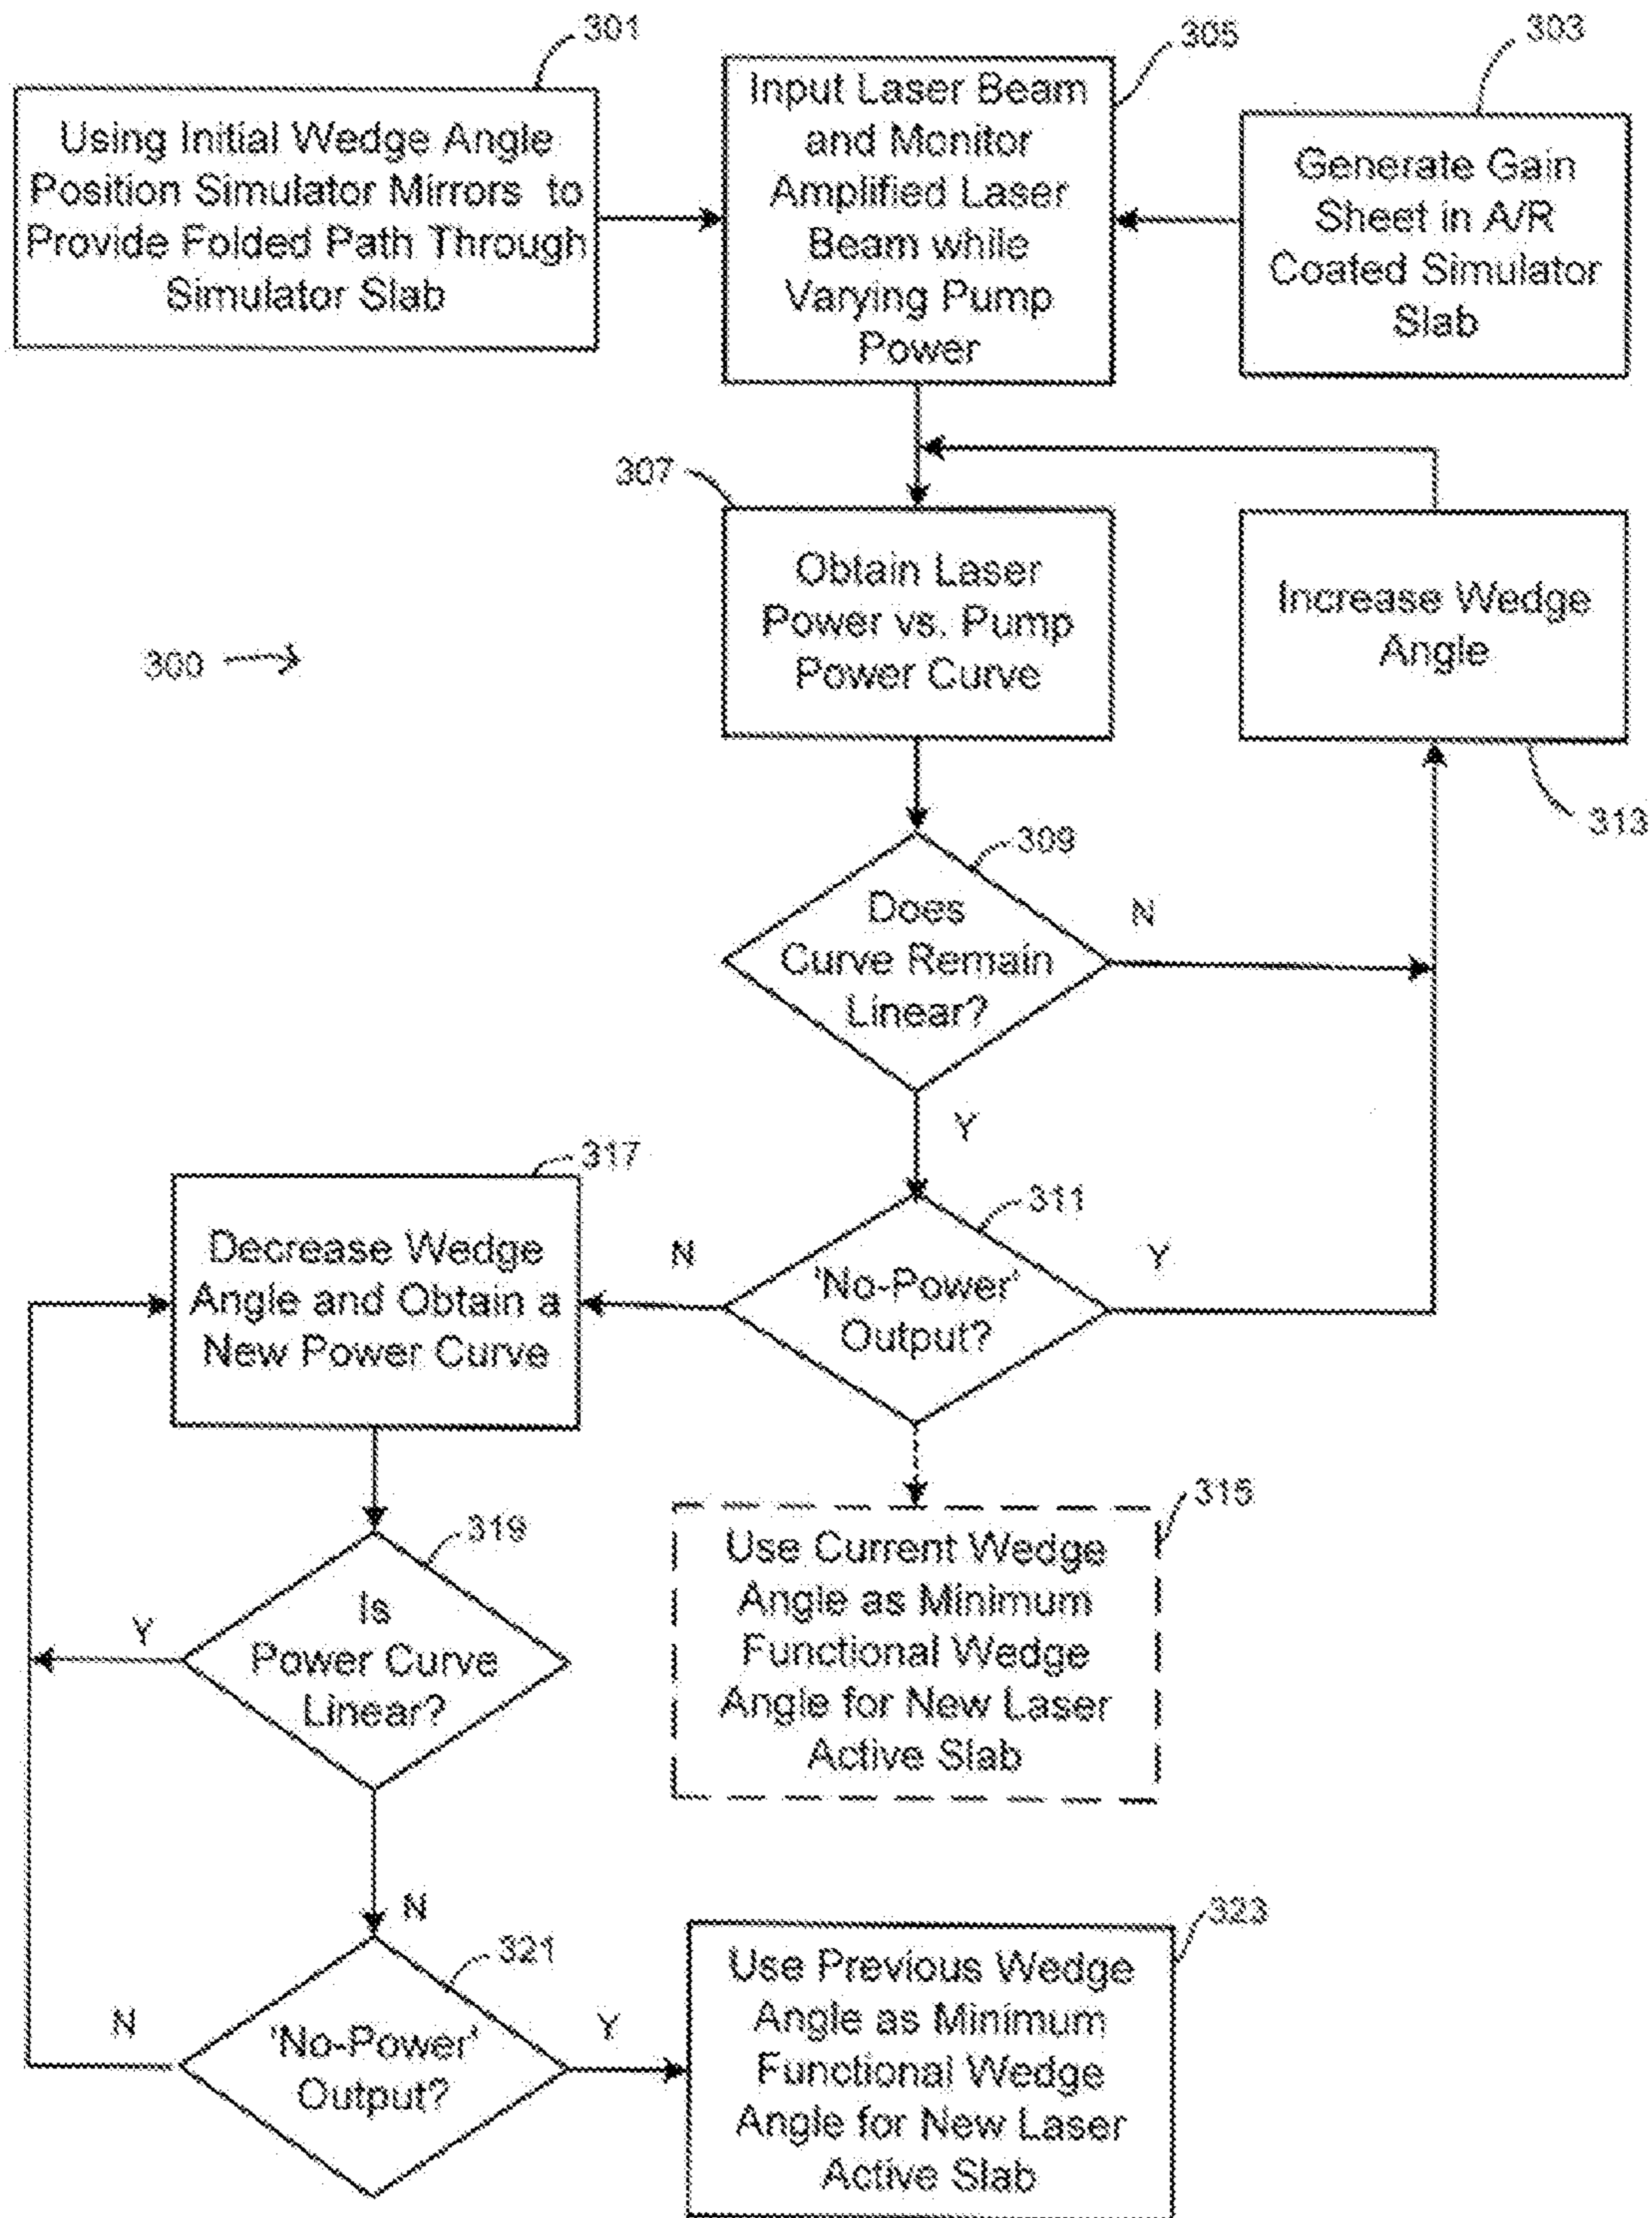 301
Using Initial Wedge Angle
Position Simulator Mirrors to
Provide Folded Path Through
Simulator Slab
305
Input Laser Beam
and Monitor
Amplified Laser
Beam while
Varying Pump
Power
303
Generate Gain
Sheet in A/R
Coated Simulator
Slab
300
307
Obtain Laser
Power vs. Pump
Power Curve
Increase Wedge
Angle
313
309
Does
Curve Remain
Linear?
N
Y
311
'No-Power'
Output?
N
Y
317
Decrease Wedge
Angle and Obtain a
New Power Curve
315
Use Current Wedge
Angle as Minimum
Functional Wedge
Angle for New Laser
Active Slab
319
Is
Power Curve
Linear?
Y
N
321
'No-Power'
Output?
N
Y
323
Use Previous Wedge
Angle as Minimum
Functional Wedge
Angle for New Laser
Active Slab